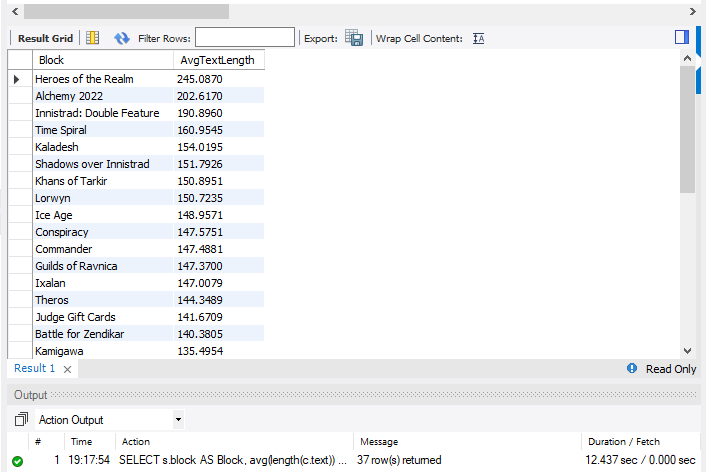 Result Grid Filter Rows: Export: Wrap Cell Content: IA
Block AvgTextLength
Heroes of the Realm 245.0870
Alchemy 2022 202.6170
Innistrad: Double Feature 190.8960
Time Spiral 160.9545
Kaladesh 154.0195
Shadows over Innistrad 151.7926
Khans of Tarkir 150.8951
Lorwyn 150.7235
Ice Age 148.9571
Conspiracy 147.5751
Commander 147.4881
Guilds of Ravnica 147.3700
Ixalan 147.0079
Theros 144.3489
Judge Gift Cards 141.6709
Battle for Zendikar 140.3805
Kamigawa 135.4954
Result 1 Read Only
Output
Action Output
# Time Action Message Duration / Fetch
1 19:17:54 SELECT s.block AS Block, avg(length(c.text)) ... 37 row(s) returned 12.437 sec / 0.000 sec